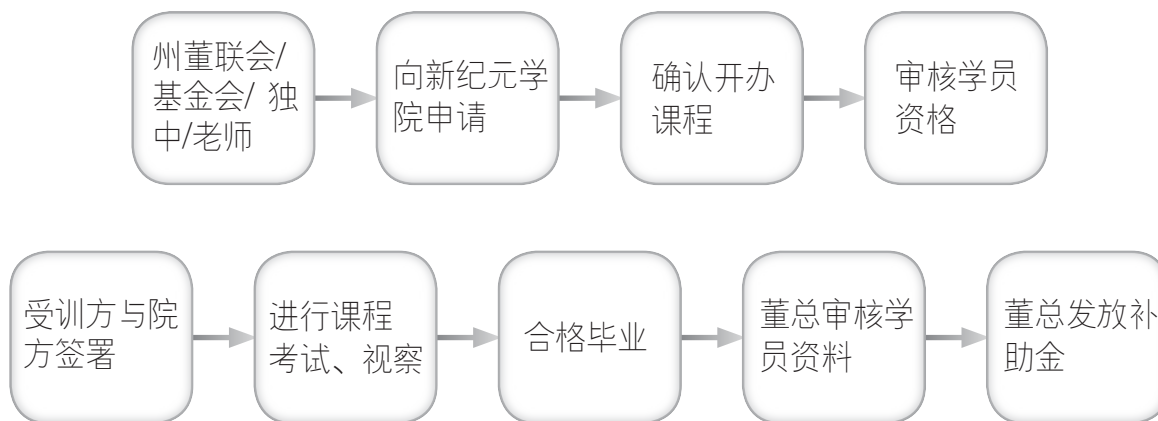 州董联会/
基金会/ 独
中/老师
向新纪元学
院申请
确认开办
课程
审核学员
资格
受训方与院
方签署
进行课程
考试、视察
合格毕业
董总审核学
员资料
董总发放补
助金